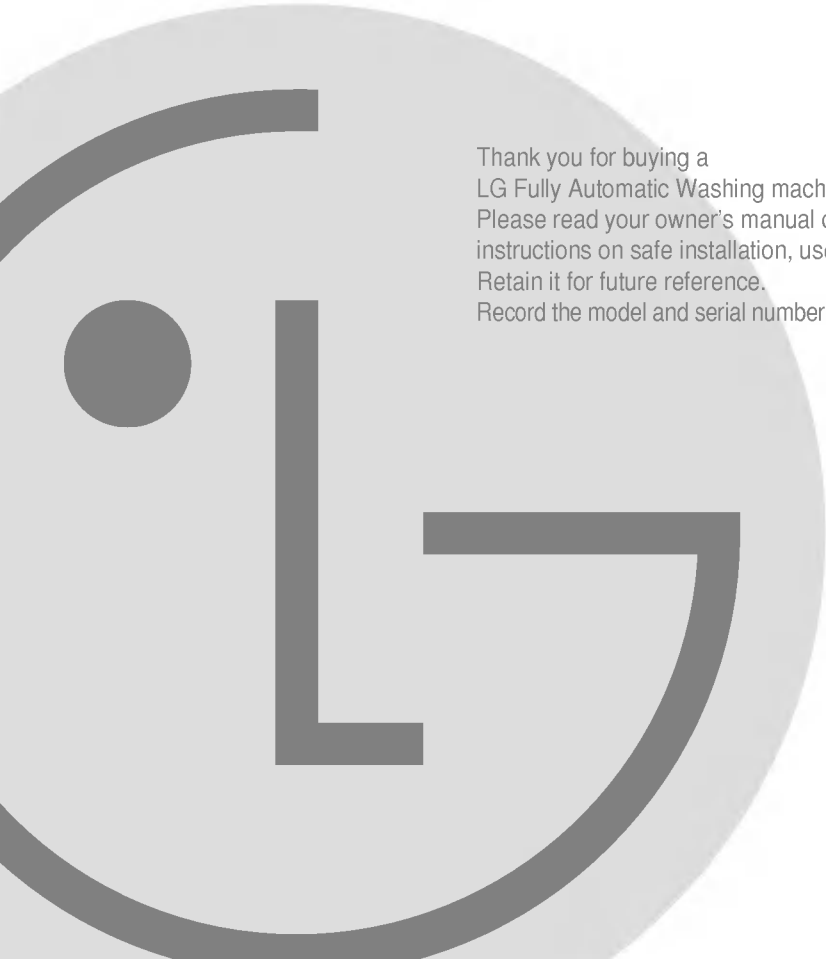 Thank you for buying a
LG Fully Automatic Washing mach
Please read your owner's manual
instructions on safe installation, use
Retain it for future reference.
Record the model and serial number